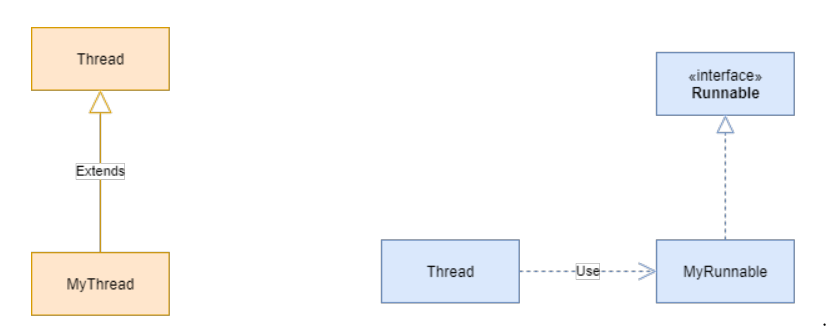 Thread
Extends
MyThread
«interface»
Runnable
Thread
Use
MyRunnable
.